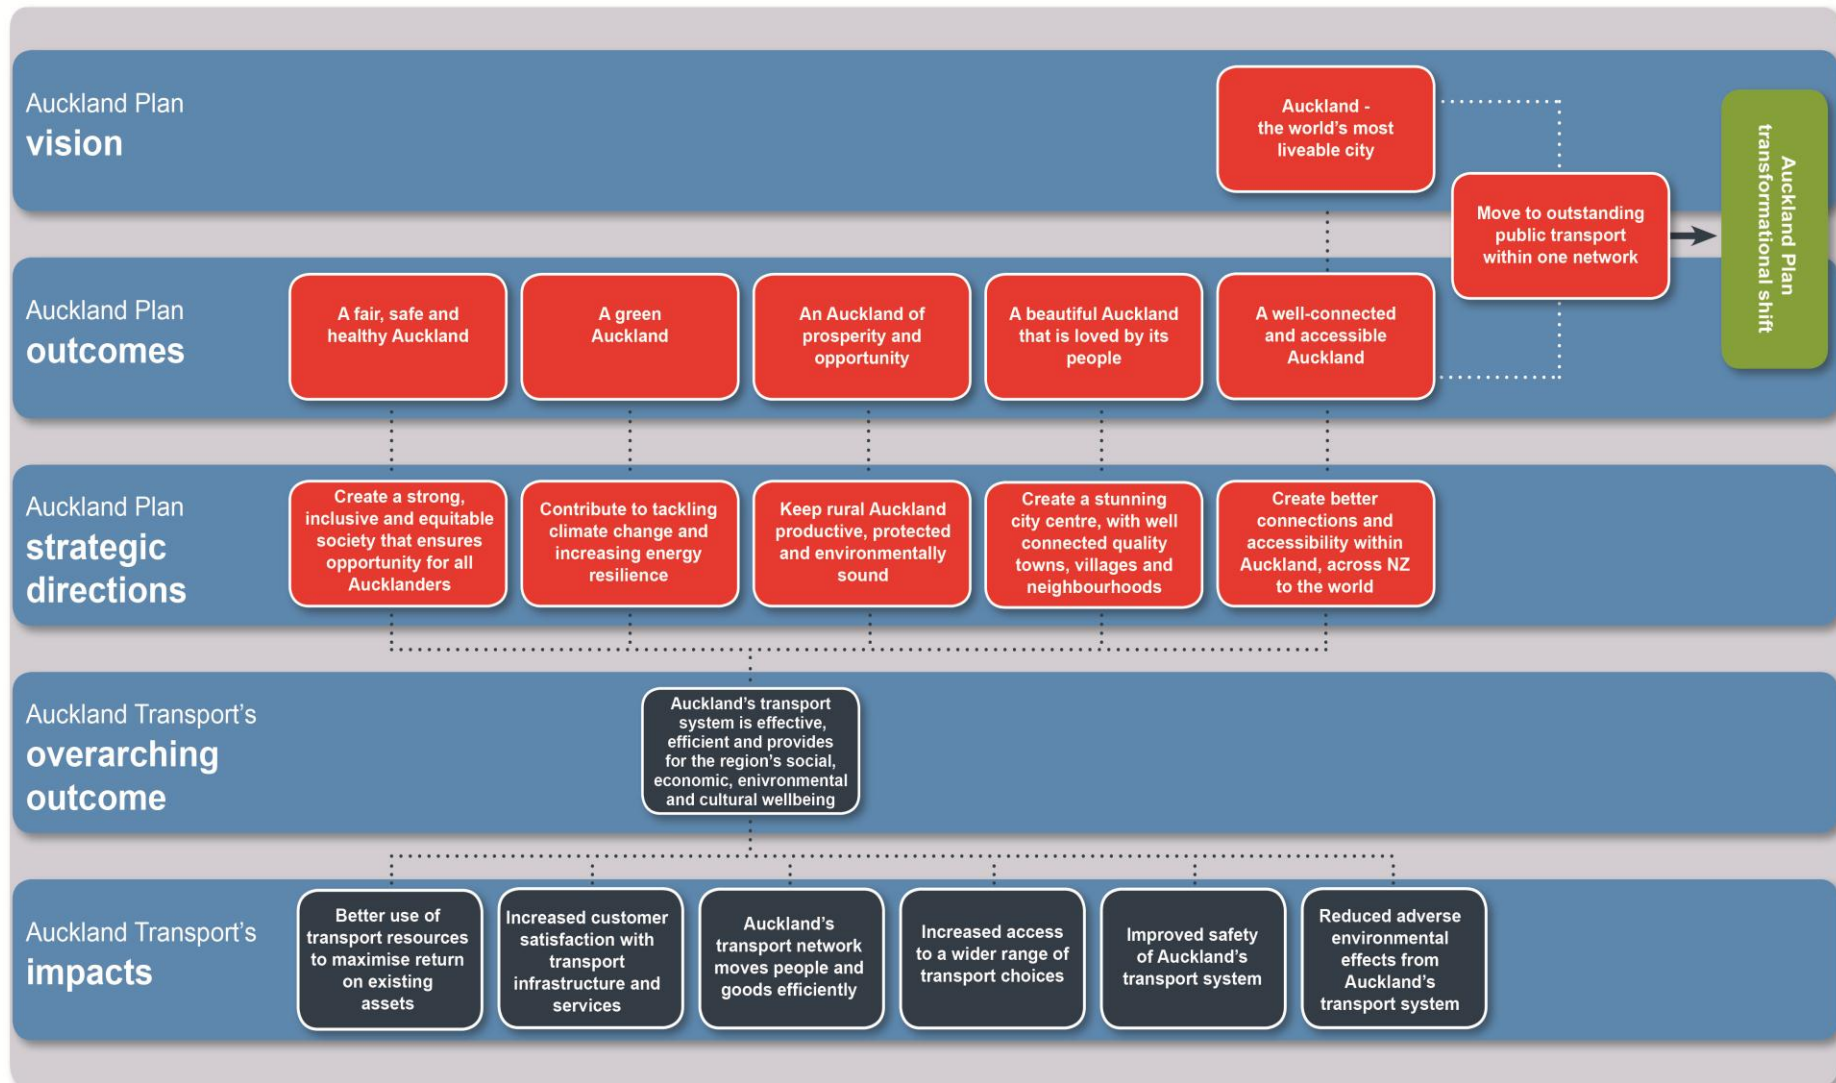 Auckland Plan
vision
Auckland -
the world's most
liveable city
Move to outstanding
public transport
within one network
Auckland Plan
transformational shift
Auckland Plan
outcomes
A fair, safe and
healthy Auckland
A green
Auckland
An Auckland of
prosperity and
opportunity
A beautiful Auckland
that is loved by its
people
A well-connected
and accessible
Auckland
Auckland Plan
strategic
directions
Create a strong,
inclusive and equitable
society that ensures
opportunity for all
Aucklanders
Contribute to tackling
climate change and
increasing energy
resilience
Keep rural Auckland
productive, protected
and environmentally
sound
Create a stunning
city centre, with well
connected quality
towns, villages and
neighbourhoods
Create better
connections and
accessibility within
Auckland, across NZ
to the world
Auckland Transport's
overarching
outcome
Auckland's transport
system is effective,
efficient and provides
for the region's social,
economic, enivronmental
and cultural wellbeing
Auckland Transport's
impacts
Better use of
transport resources
to maximise return
on existing
assets
Increased customer
satisfaction with
transport
infrastructure and
services
Auckland's
transport network
moves people and
goods efficiently
Increased access
to a wider range of
transport choices
Improved safety
of Auckland's
transport system
Reduced adverse
environmental
effects from
Auckland's
transport system